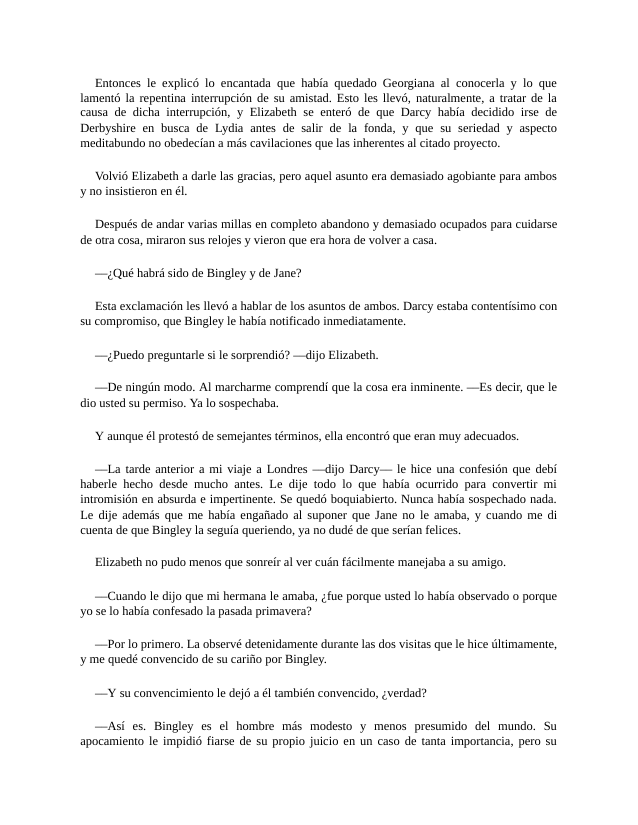 Entonces le explicó lo encantada que había quedado Georgiana al conocerla y lo que
lamentó la repentina interrupción de su amistad. Esto les llevó, naturalmente, a tratar de la
causa de dicha interrupción, y Elizabeth se enteró de que Darcy había decidido irse de
Derbyshire en busca de Lydia antes de salir de la fonda, y que su seriedad y aspecto
meditabundo no obedecían a más cavilaciones que las inherentes al citado proyecto.
Volvió Elizabeth a darle las gracias, pero aquel asunto era demasiado agobiante para ambos
y no insistieron en él.
Después de andar varias millas en completo abandono y demasiado ocupados para cuidarse
de otra cosa, miraron sus relojes y vieron que era hora de volver a casa.
—¿Qué habrá sido de Bingley y de Jane?
Esta exclamación les llevó a hablar de los asuntos de ambos. Darcy estaba contentísimo con
su compromiso, que Bingley le había notificado inmediatamente.
—¿Puedo preguntarle si le sorprendió? —dijo Elizabeth.
—De ningún modo. Al marcharme comprendí que la cosa era inminente. —Es decir, que le
dio usted su permiso. Ya lo sospechaba.
Y aunque él protestó de semejantes términos, ella encontró que eran muy adecuados.
—La tarde anterior a mi viaje a Londres —dijo Darcy— le hice una confesión que debí
haberle hecho desde mucho antes. Le dije todo lo que había ocurrido para convertir mi
intromisión en absurda e impertinente. Se quedó boquiabierto. Nunca había sospechado nada.
Le dije además que me había engañado al suponer que Jane no le amaba, y cuando me di
cuenta de que Bingley la seguía queriendo, ya no dudé de que serían felices.
Elizabeth no pudo menos que sonreír al ver cuán fácilmente manejaba a su amigo.
—Cuando le dijo que mi hermana le amaba, ¿fue porque usted lo había observado o porque
yo se lo había confesado la pasada primavera?
—Por lo primero. La observé detenidamente durante las dos visitas que le hice últimamente,
y me quedé convencido de su cariño por Bingley.
—Y su convencimiento le dejó a él también convencido, ¿verdad?
—Así es. Bingley es el hombre más modesto y menos presumido del mundo. Su
apocamiento le impidió fiarse de su propio juicio en un caso de tanta importancia, pero su